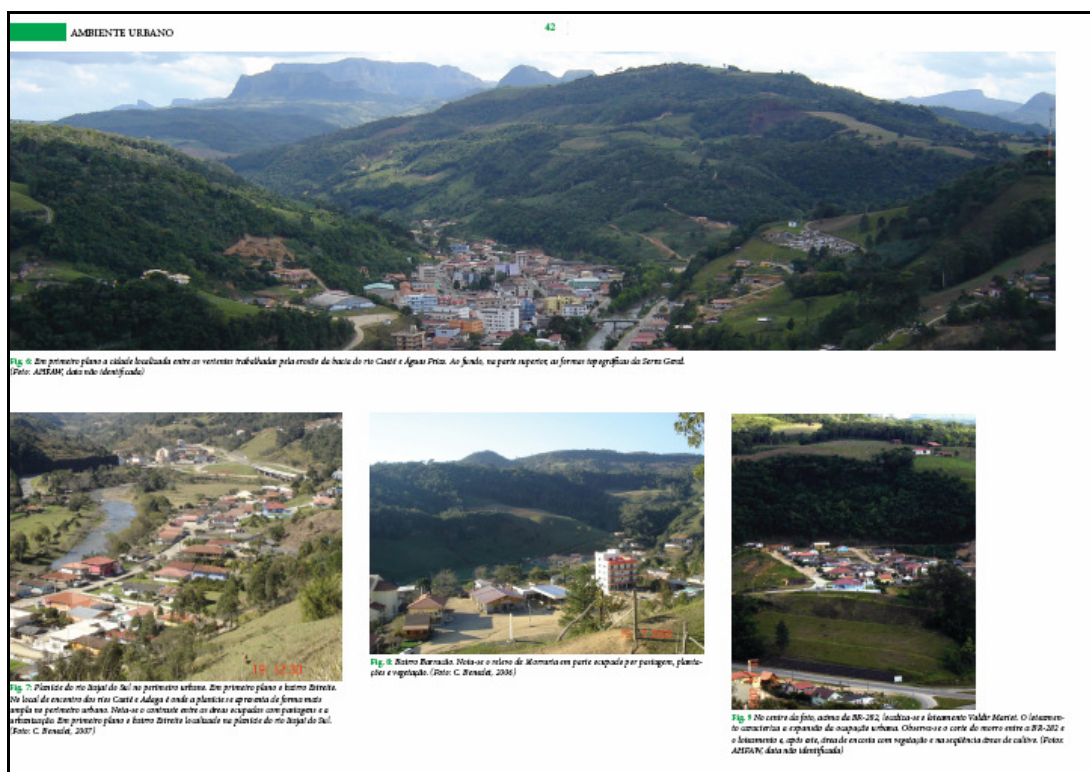 AMBIENTE URBANO
42
Fig. 6: Em primeiro plano a cidade localizada entre as vertentes trabalhadas pela erosão da bacia do rio Caeté e Águas Frias. Ao fundo, na parte superior, as formas topográficas da Serra Geral.
(Foto: AMFAW, data não identificada)
Fig. 7: Planície do rio Itajaí do Sul no perímetro urbano. Em primeiro plano o bairro Estreito.
No local de encontro dos rios Caeté e Adaga é onde a planície se apresenta de forma mais
ampla no perímetro urbano. Nota-se o contraste entre as áreas ocupadas com pastagens e a
urbanização. Em primeiro plano o bairro Estreito localizado na planície do rio Itajaí do Sul.
(Foto: C. Benedet, 2007)
Fig. 8: Bairro Barracão. Nota-se o relevo de Morraria em parte ocupado por pastagem, planta-
ções e vegetação. (Foto: C. Benedet, 2006)
Fig. 9 No centro da foto, acima da BR-282, localiza-se o loteamento Valdir Mariot. O loteamen-
to caracteriza a expansão da ocupação urbana. Observa-se o corte do morro entre a BR-282 e
o loteamento e, após este, área de encosta com vegetação e na seqüência áreas de cultivo. (Fotos:
AMFAW, data não identificada)